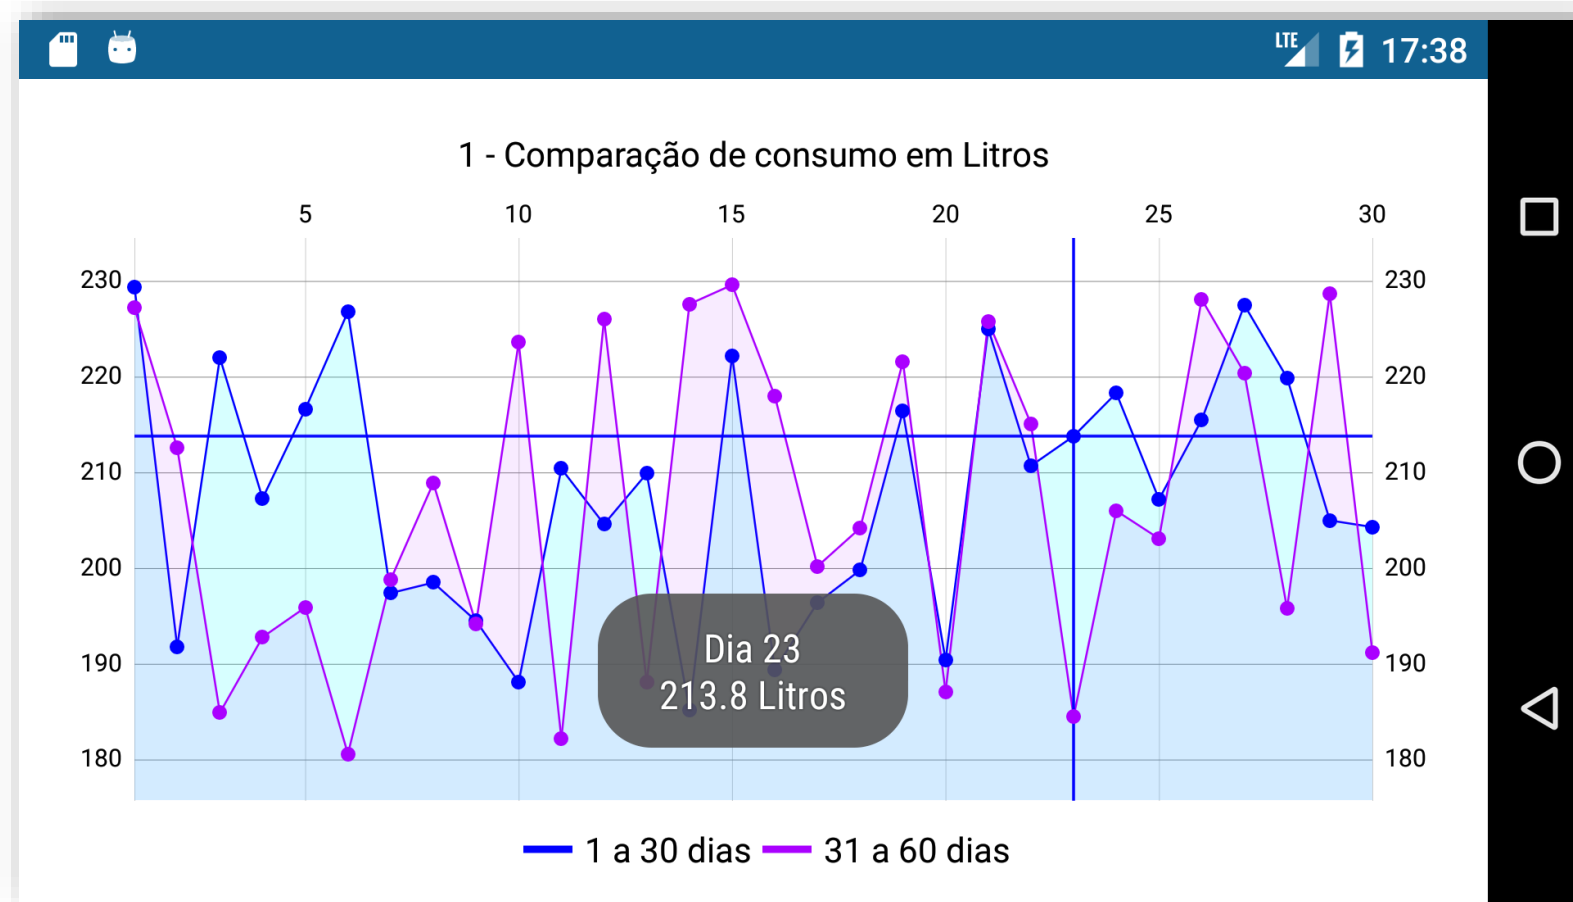 LTE 17:38
1 - Comparação de consumo em Litros
5 10 15 20 25 30
230 230
220 220
210 210
200 200
190 190
180 180
Dia 23
213.8 Litros
1 a 30 dias 31 a 60 dias